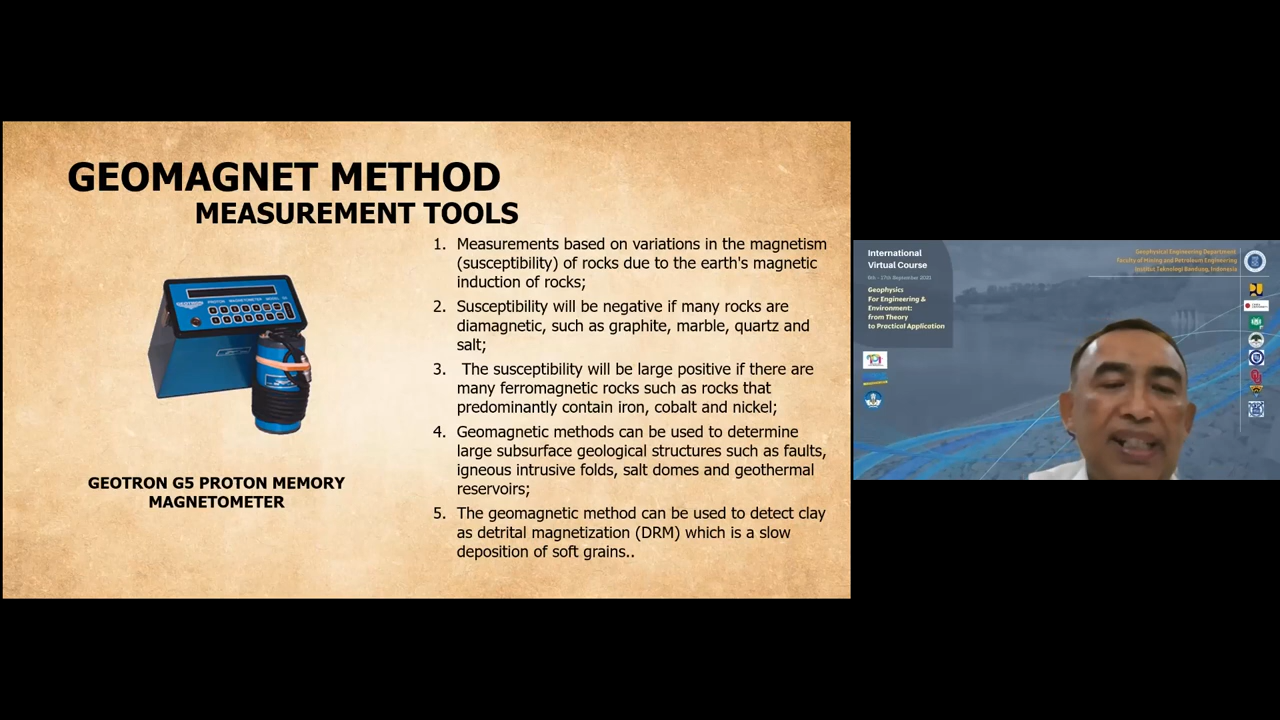 GEOMAGNET METHOD
MEASUREMENT TOOLS
1. Measurements based on variations in the magnetism
(susceptibility) of rocks due to the earth's magnetic
induction of rocks;
2. Susceptibility will be negative if many rocks are
diamagnetic, such as graphite, marble, quartz and
salt;
3. The susceptibility will be large positive if there are
many ferromagnetic rocks such as rocks that
predominantly contain iron, cobalt and nickel;
4. Geomagnetic methods can be used to determine
large subsurface geological structures such as faults,
igneous intrusive folds, salt domes and geothermal
reservoirs;
5. The geomagnetic method can be used to detect clay
as detrital magnetization (DRM) which is a slow
deposition of soft grains..
GEOTRON G5 PROTON MEMORY
MAGNETOMETER
International
Virtual Course
6th - 17th September 2021
Geophysics
For Engineering &
Environment:
from Theory
to Practical Application
Geophysical Engineering Department
Faculty of Mining and Petroleum Engineering
Institut Teknologi Bandung, Indonesia